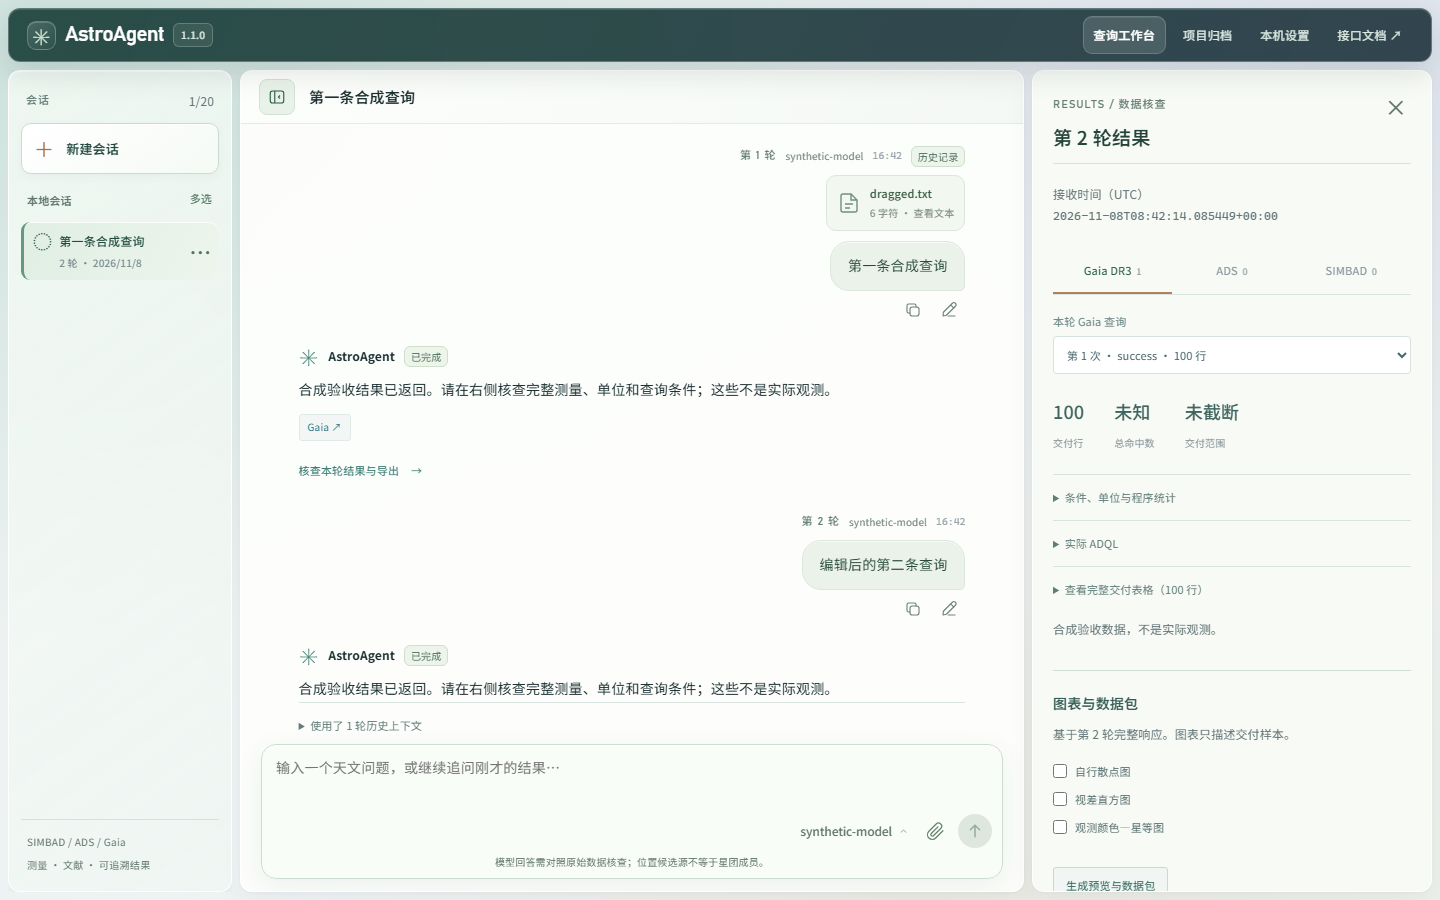 AstroAgent 1.1.0
查询工作台 项目归档 本机设置 接口文档 ↗
会话 1/20
新建会话
本地会话 多选
第一条合成查询
2 轮 · 2026/11/8
SIMBAD / ADS / Gaia
测量 · 文献 · 可追溯结果
第一条合成查询
第 1 轮 synthetic-model 16:42 历史记录
dragged.txt
6 字符 · 查看文本
第一条合成查询
AstroAgent 已完成
合成验收结果已返回。请在右侧核查完整测量、单位和查询条件；这些不是实际观测。
Gaia ↗
核查本轮结果与导出 →
第 2 轮 synthetic-model 16:42
编辑后的第二条查询
AstroAgent 已完成
合成验收结果已返回。请在右侧核查完整测量、单位和查询条件；这些不是实际观测。
使用了 1 轮历史上下文
输入一个天文问题，或继续追问刚才的结果…
synthetic-model
模型回答需对照原始数据核查；位置候选源不等于星团成员。
RESULTS / 数据核查
第 2 轮结果
接收时间（UTC）
2026-11-08T08:42:14.085449+00:00
Gaia DR3 1 ADS 0 SIMBAD 0
本轮 Gaia 查询
第 1 次 · success · 100 行
100 未知 未截断
交付行 总命中数 交付范围
条件、单位与程序统计
实际 ADQL
查看完整交付表格（100 行）
合成验收数据，不是实际观测。
图表与数据包
基于第 2 轮完整响应。图表只描述交付样本。
自行散点图
视差直方图
观测颜色—星等图
生成预览与数据包